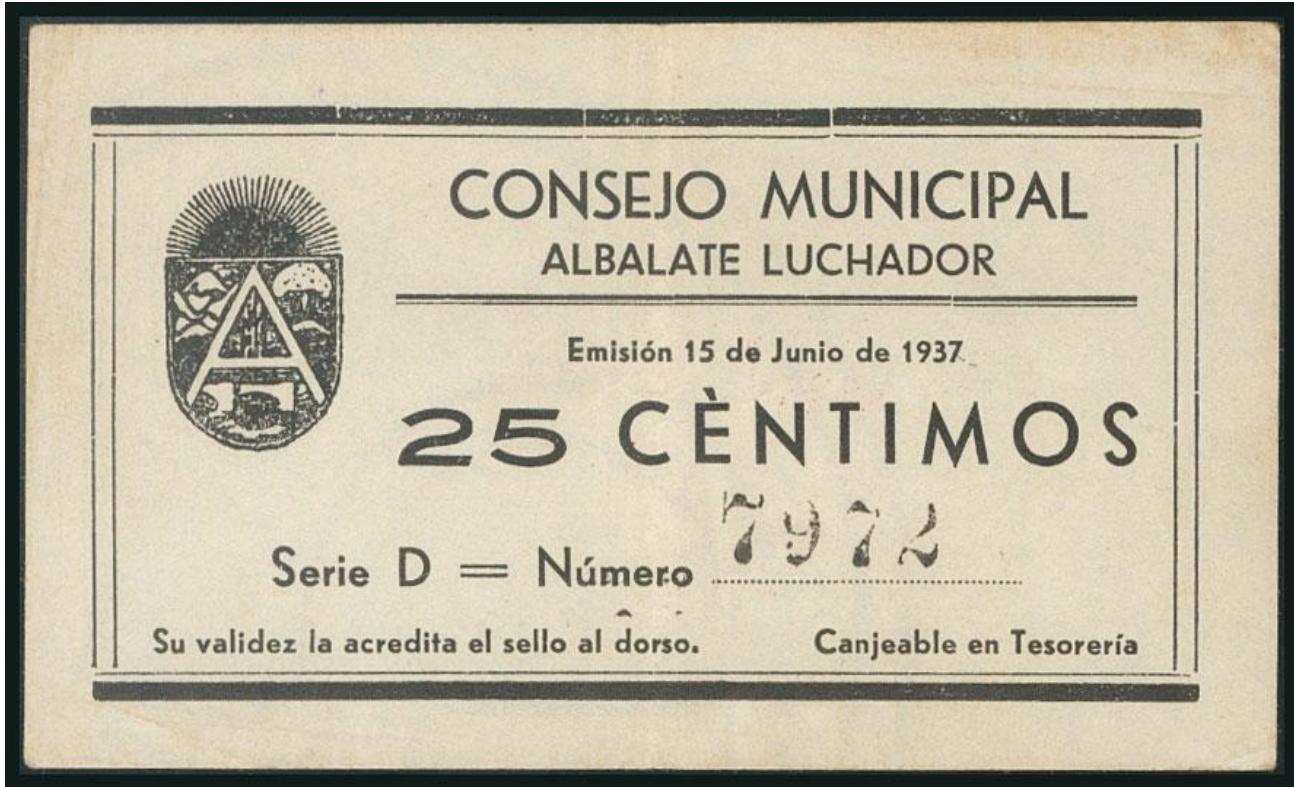 CONSEJO MUNICIPAL
ALBALATE LUCHADOR
Emisión 15 de Junio de 1937
25 CÈNTIMOS
Serie D = Número 7972
Su validez la acredita el sello al dorso. Canjeable en Tesorería